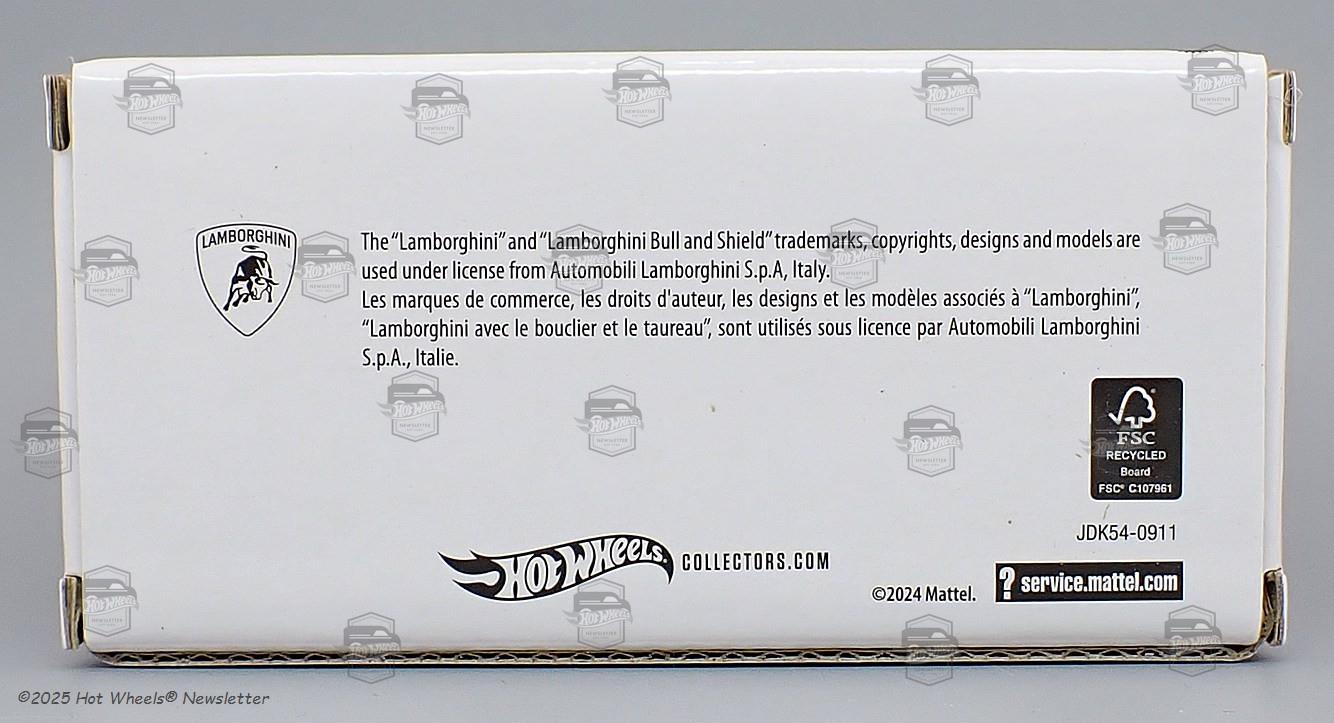 LAMBORGHINI
The “Lamborghini” and “Lamborghini Bull and Shield” trademarks, copyrights, designs and models are
used under license from Automobili Lamborghini S.p.A, Italy.
Les marques de commerce, les droits d'auteur, les designs et les modèles associés à “Lamborghini”,
“Lamborghini avec le bouclier et le taureau”, sont utilisés sous licence par Automobili Lamborghini
S.p.A., Italie.
FSC
RECYCLED
Board
FSC® C107961
JDK54-0911
Hot Wheels COLLECTORS.COM
©2024 Mattel.
? service.mattel.com
©2025 Hot Wheels® Newsletter